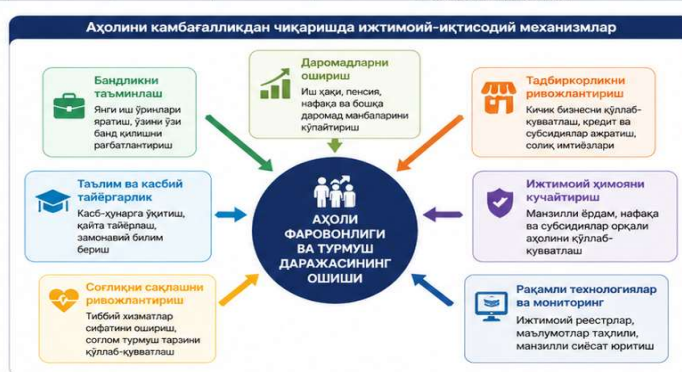 Аҳолини камбағалликдан чиқаришда ижтимоий-иқтисодий механизмлар
Бандликни
таъминлаш
Янги иш ўринлари
яратиш, ўзини ўзи
банд қилишни
рағбатлантириш
Даромадларни
ошириш
Иш ҳақи, пенсия,
нафақа ва бошқа
даромад манбаларини
кўпайтириш
Тадбиркорликни
ривожлантириш
Кичик бизнесни қўллаб-
қувватлаш, кредит ва
субсидиялар ажратиш,
солиқ имтиёзлари
Таълим ва касбий
тайёргарлик
Касб-ҳунарга ўқитиш,
қайта тайёрлаш,
замонавий билим
бериш
АҲОЛИ
ФАРОВОНЛИГИ
ВА ТУРМУШ
ДАРАЖАСИНИНГ
ОШИШИ
Ижтимоий ҳимояни
кучайтириш
Манзилли ёрдам, нафақа
ва субсидиялар орқали
аҳолини қўллаб-
қувватлаш
Соғлиқни сақлашни
ривожлантириш
Тиббий хизматлар
сифатини ошириш,
соғлом турмуш тарзини
қўллаб-қувватлаш
Рақамли технологиялар
ва мониторинг
Ижтимоий реестрлар,
маълумотлар таҳлили,
манзилли сиёсат юритиш